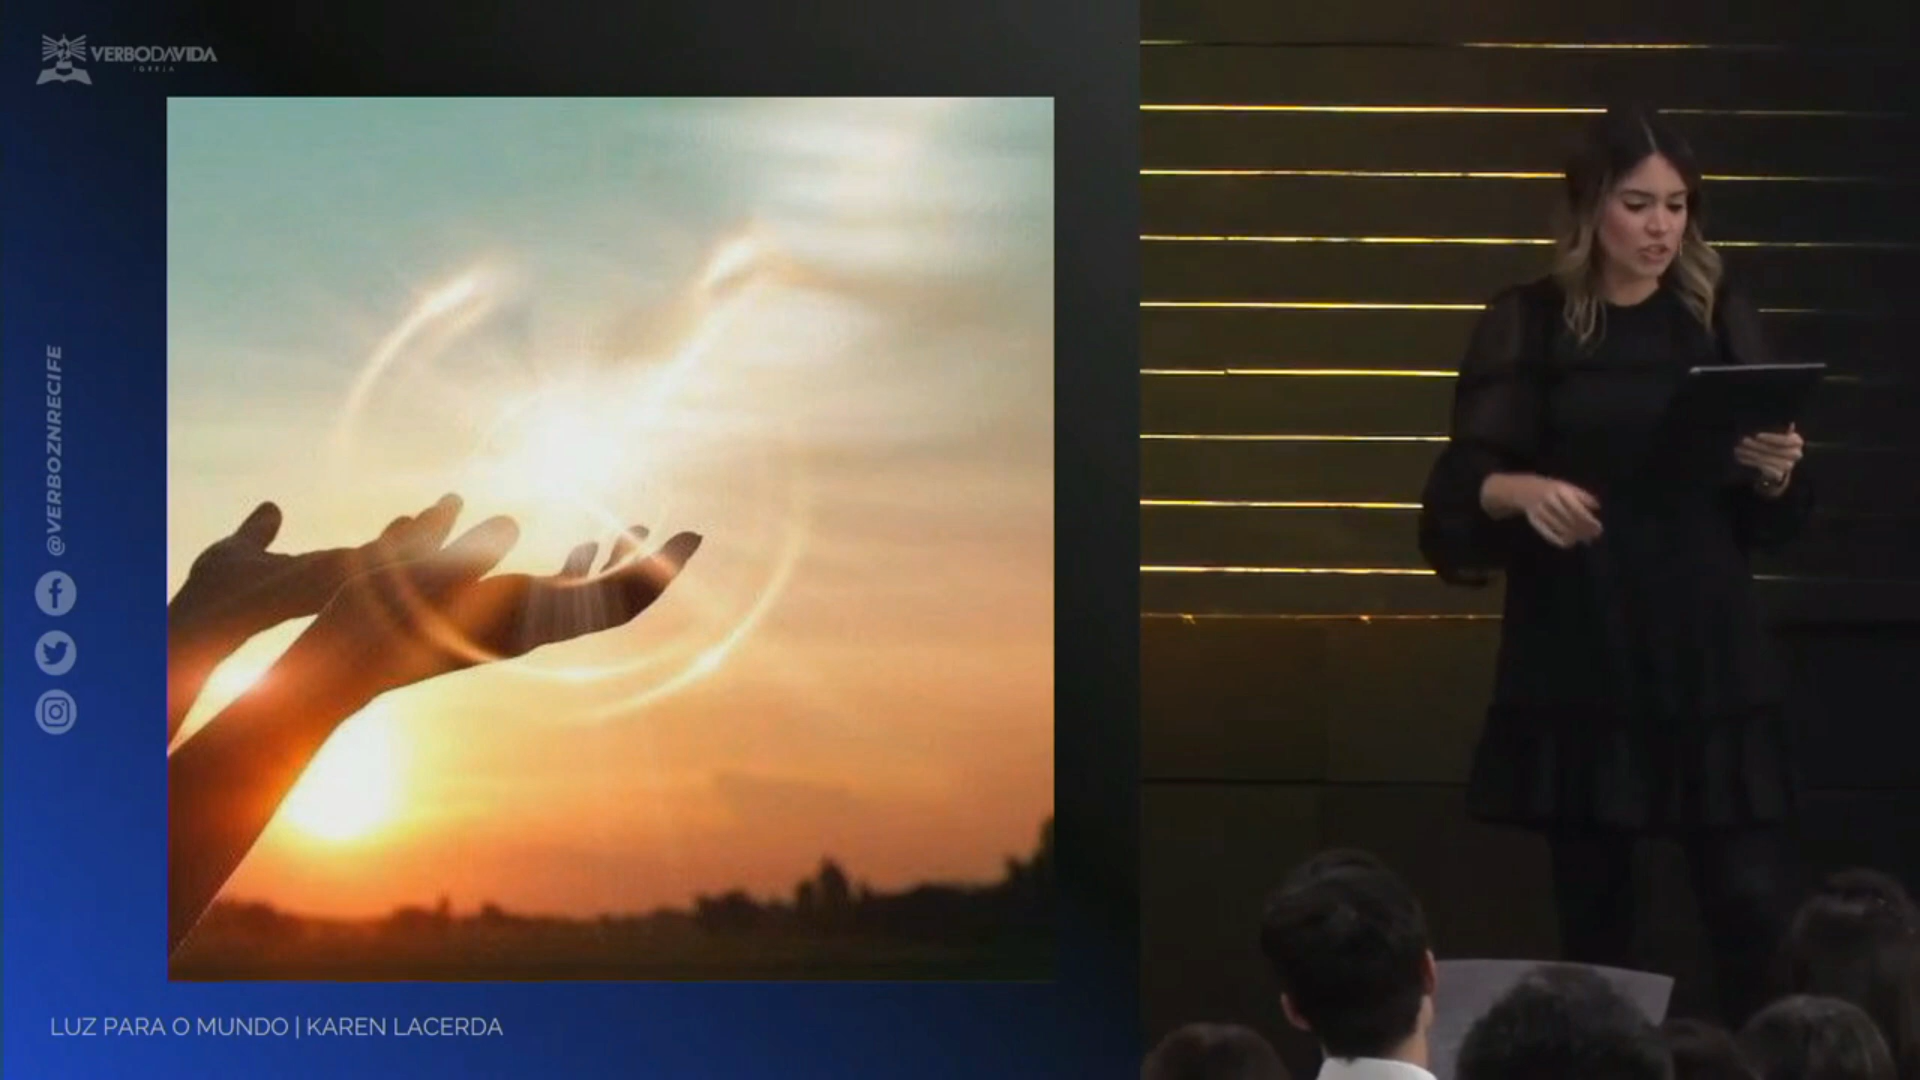 VERBODAVIDA
IGREJA
@VERBOZNRECIFE
LUZ PARA O MUNDO | KAREN LACERDA